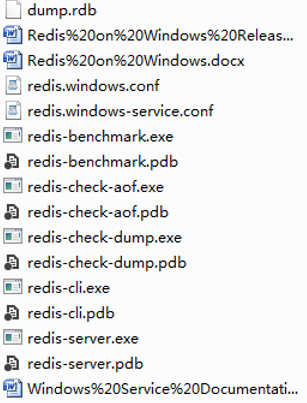 dump.rdb
Redis%20on%20Windows%20Releas...
Redis%20on%20Windows.docx
redis.windows.conf
redis.windows-service.conf
redis-benchmark.exe
redis-benchmark.pdb
redis-check-aof.exe
redis-check-aof.pdb
redis-check-dump.exe
redis-check-dump.pdb
redis-cli.exe
redis-cli.pdb
redis-server.exe
redis-server.pdb
Windows%20Service%20Documentati...